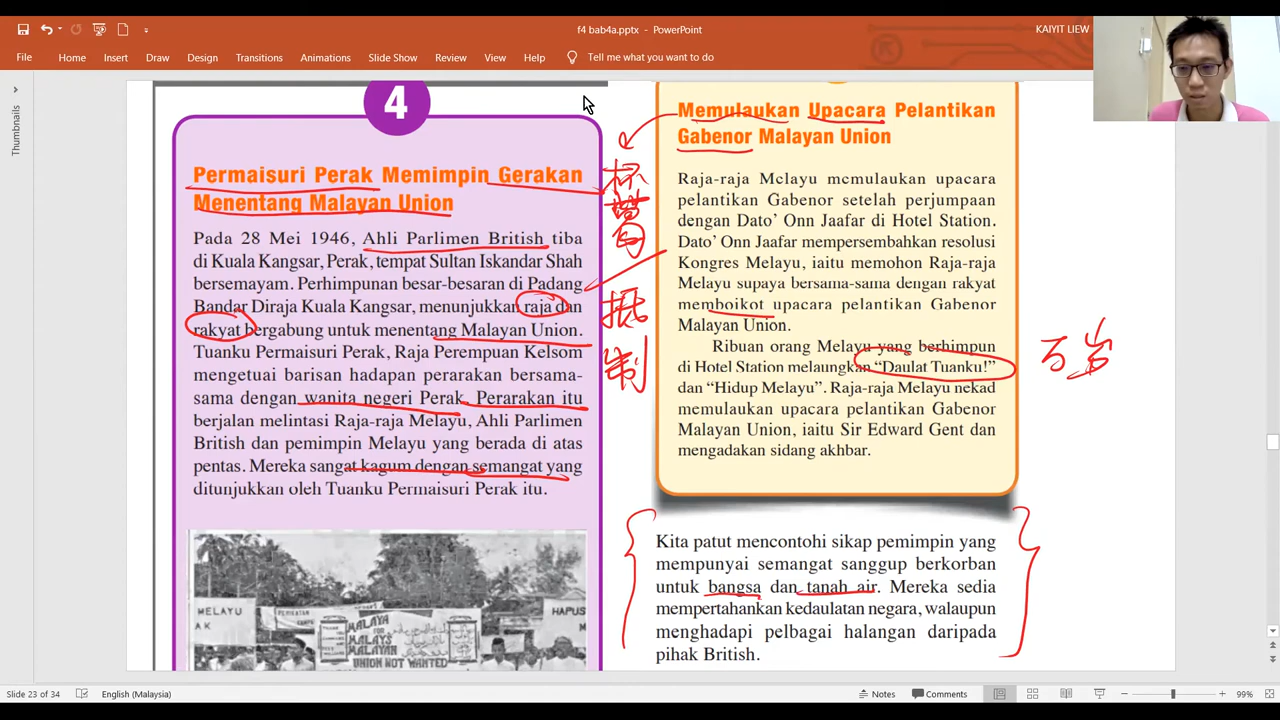 f4 bab4a.pptx - PowerPoint
KAIYIT LIEW
File Home Insert Draw Design Transitions Animations Slide Show Review View Help Tell me what you want to do
Thumbnails
4
Permaisuri Perak Memimpin Gerakan
Menentang Malayan Union
Pada 28 Mei 1946, Ahli Parlimen British tiba
di Kuala Kangsar, Perak, tempat Sultan Iskandar Shah
bersemayam. Perhimpunan besar-besaran di Padang
Bandar Diraja Kuala Kangsar, menunjukkan raja dan
rakyat bergabung untuk menentang Malayan Union.
Tuanku Permaisuri Perak, Raja Perempuan Kelsom
mengetuai barisan hadapan perarakan bersama-
sama dengan wanita negeri Perak. Perarakan itu
berjalan melintasi Raja-raja Melayu, Ahli Parlimen
British dan pemimpin Melayu yang berada di atas
pentas. Mereka sangat kagum dengan semangat yang
ditunjukkan oleh Tuanku Permaisuri Perak itu.
MELAYU
AK
MALAYA
FOR
MALAYS
MALAYAN
UNION NOT WANTED
HAPUS
抵
制
Memulaukan Upacara Pelantikan
Gabenor Malayan Union
Raja-raja Melayu memulaukan upacara
pelantikan Gabenor setelah perjumpaan
dengan Dato' Onn Jaafar di Hotel Station.
Dato' Onn Jaafar mempersembahkan resolusi
Kongres Melayu, iaitu memohon Raja-raja
Melayu supaya bersama-sama dengan rakyat
memboikot upacara pelantikan Gabenor
Malayan Union.
Ribuan orang Melayu yang berhimpun
di Hotel Station melaungkan "Daulat Tuanku!"
dan "Hidup Melayu". Raja-raja Melayu nekad
memulaukan upacara pelantikan Gabenor
Malayan Union, iaitu Sir Edward Gent dan
mengadakan sidang akhbar.
万岁
Kita patut mencontohi sikap pemimpin yang
mempunyai semangat sanggup berkorban
untuk bangsa dan tanah air. Mereka sedia
mempertahankan kedaulatan negara, walaupun
menghadapi pelbagai halangan daripada
pihak British.
Slide 23 of 34 English (Malaysia) Notes Comments 99%